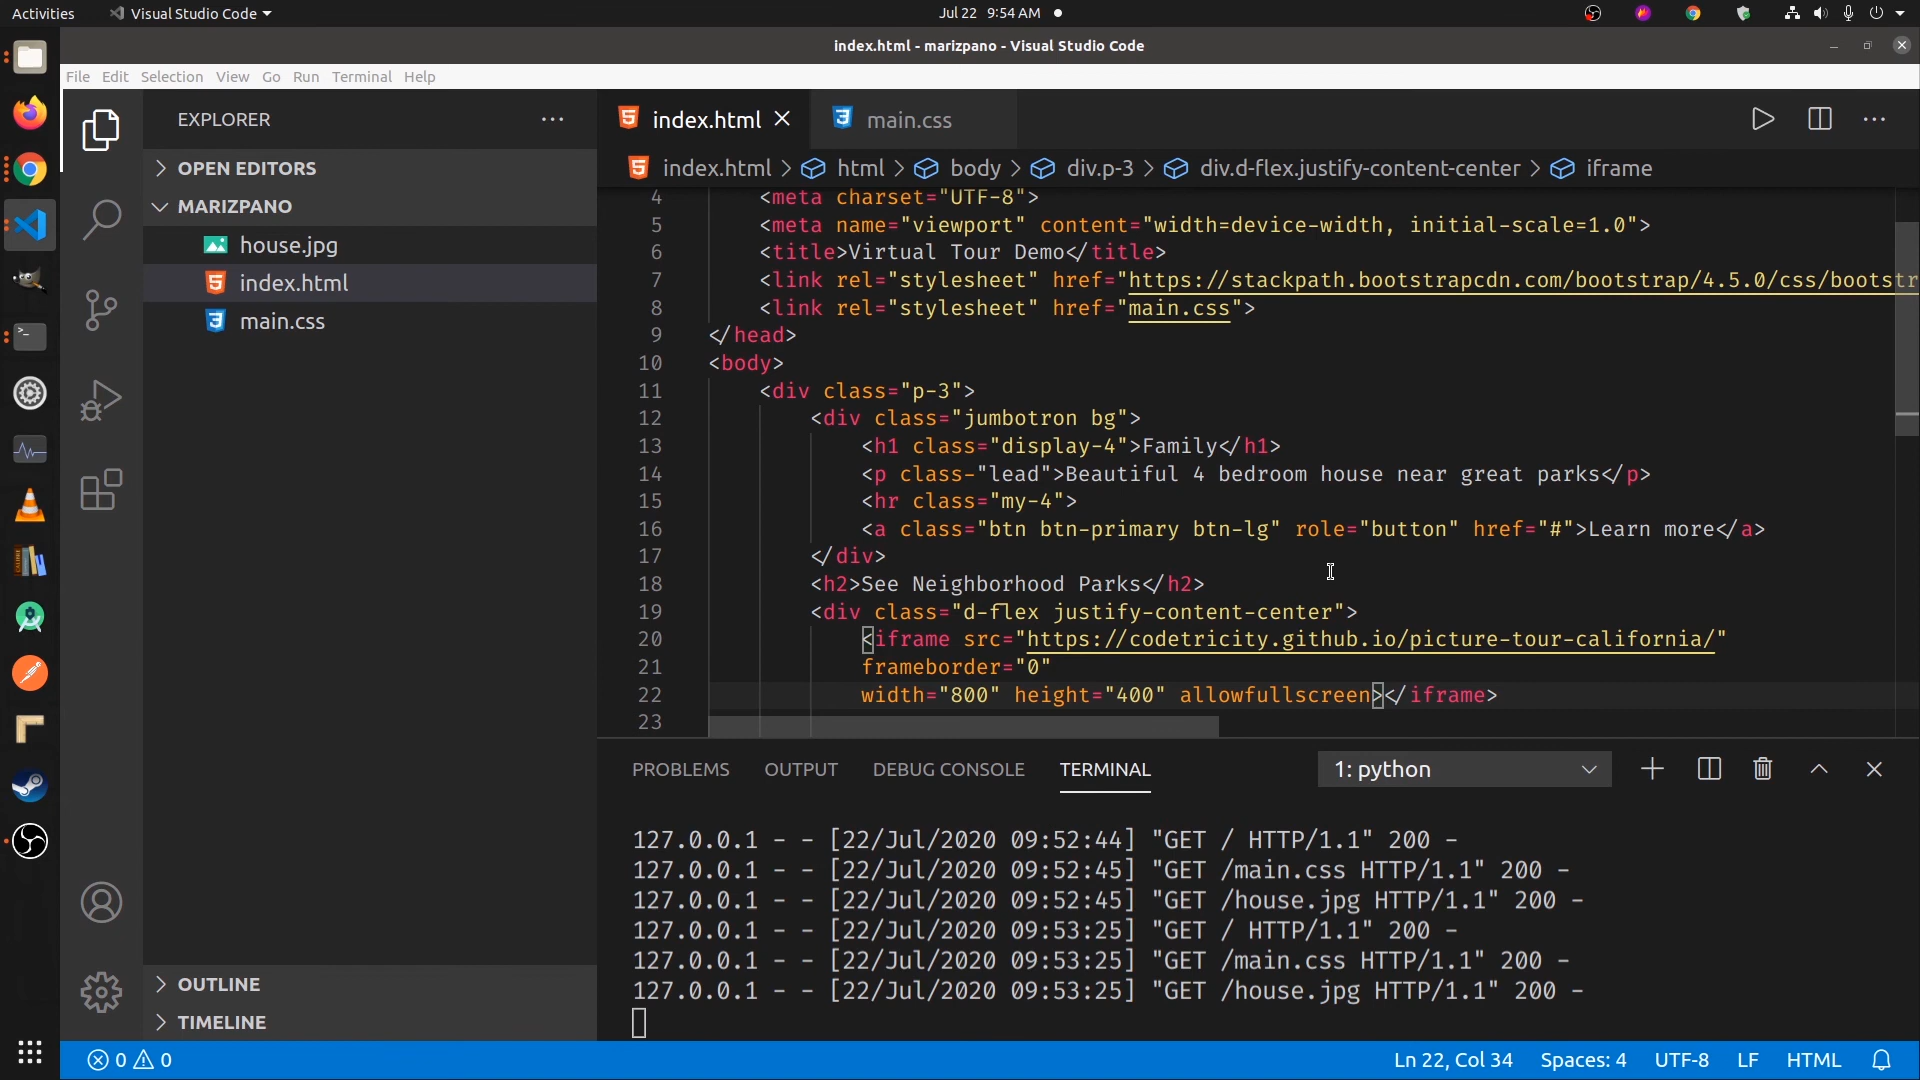 Activities
Visual Studio Code
Jul 22 9:54 AM
index.html - marizpano - Visual Studio Code
File Edit Selection View Go Run Terminal Help
EXPLORER
OPEN EDITORS
MARIZPANO
house.jpg
index.html
main.css
OUTLINE
TIMELINE
index.html
main.css
index.html > html > body > div.p-3 > div.d-flex.justify-content-center > iframe
4 <meta charset="UTF-8">
5 <meta name="viewport" content="width=device-width, initial-scale=1.0">
6 <title>Virtual Tour Demo</title>
7 <link rel="stylesheet" href="https://stackpath.bootstrapcdn.com/bootstrap/4.5.0/css/bootstr
8 <link rel="stylesheet" href="main.css">
9 </head>
10 <body>
11 <div class="p-3">
12 <div class="jumbotron bg">
13 <h1 class="display-4">Family</h1>
14 <p class-"lead">Beautiful 4 bedroom house near great parks</p>
15 <hr class="my-4">
16 <a class="btn btn-primary btn-lg" role="button" href="#">Learn more</a>
17 </div>
18 <h2>See Neighborhood Parks</h2>
19 <div class="d-flex justify-content-center">
20 <iframe src="https://codetricity.github.io/picture-tour-california/"
21 frameborder="0"
22 width="800" height="400" allowfullscreen></iframe>
23
PROBLEMS OUTPUT DEBUG CONSOLE TERMINAL
1: python
127.0.0.1 - - [22/Jul/2020 09:52:44] "GET / HTTP/1.1" 200 -
127.0.0.1 - - [22/Jul/2020 09:52:45] "GET /main.css HTTP/1.1" 200 -
127.0.0.1 - - [22/Jul/2020 09:52:45] "GET /house.jpg HTTP/1.1" 200 -
127.0.0.1 - - [22/Jul/2020 09:53:25] "GET / HTTP/1.1" 200 -
127.0.0.1 - - [22/Jul/2020 09:53:25] "GET /main.css HTTP/1.1" 200 -
127.0.0.1 - - [22/Jul/2020 09:53:25] "GET /house.jpg HTTP/1.1" 200 -
0 0
Ln 22, Col 34 Spaces: 4 UTF-8 LF HTML